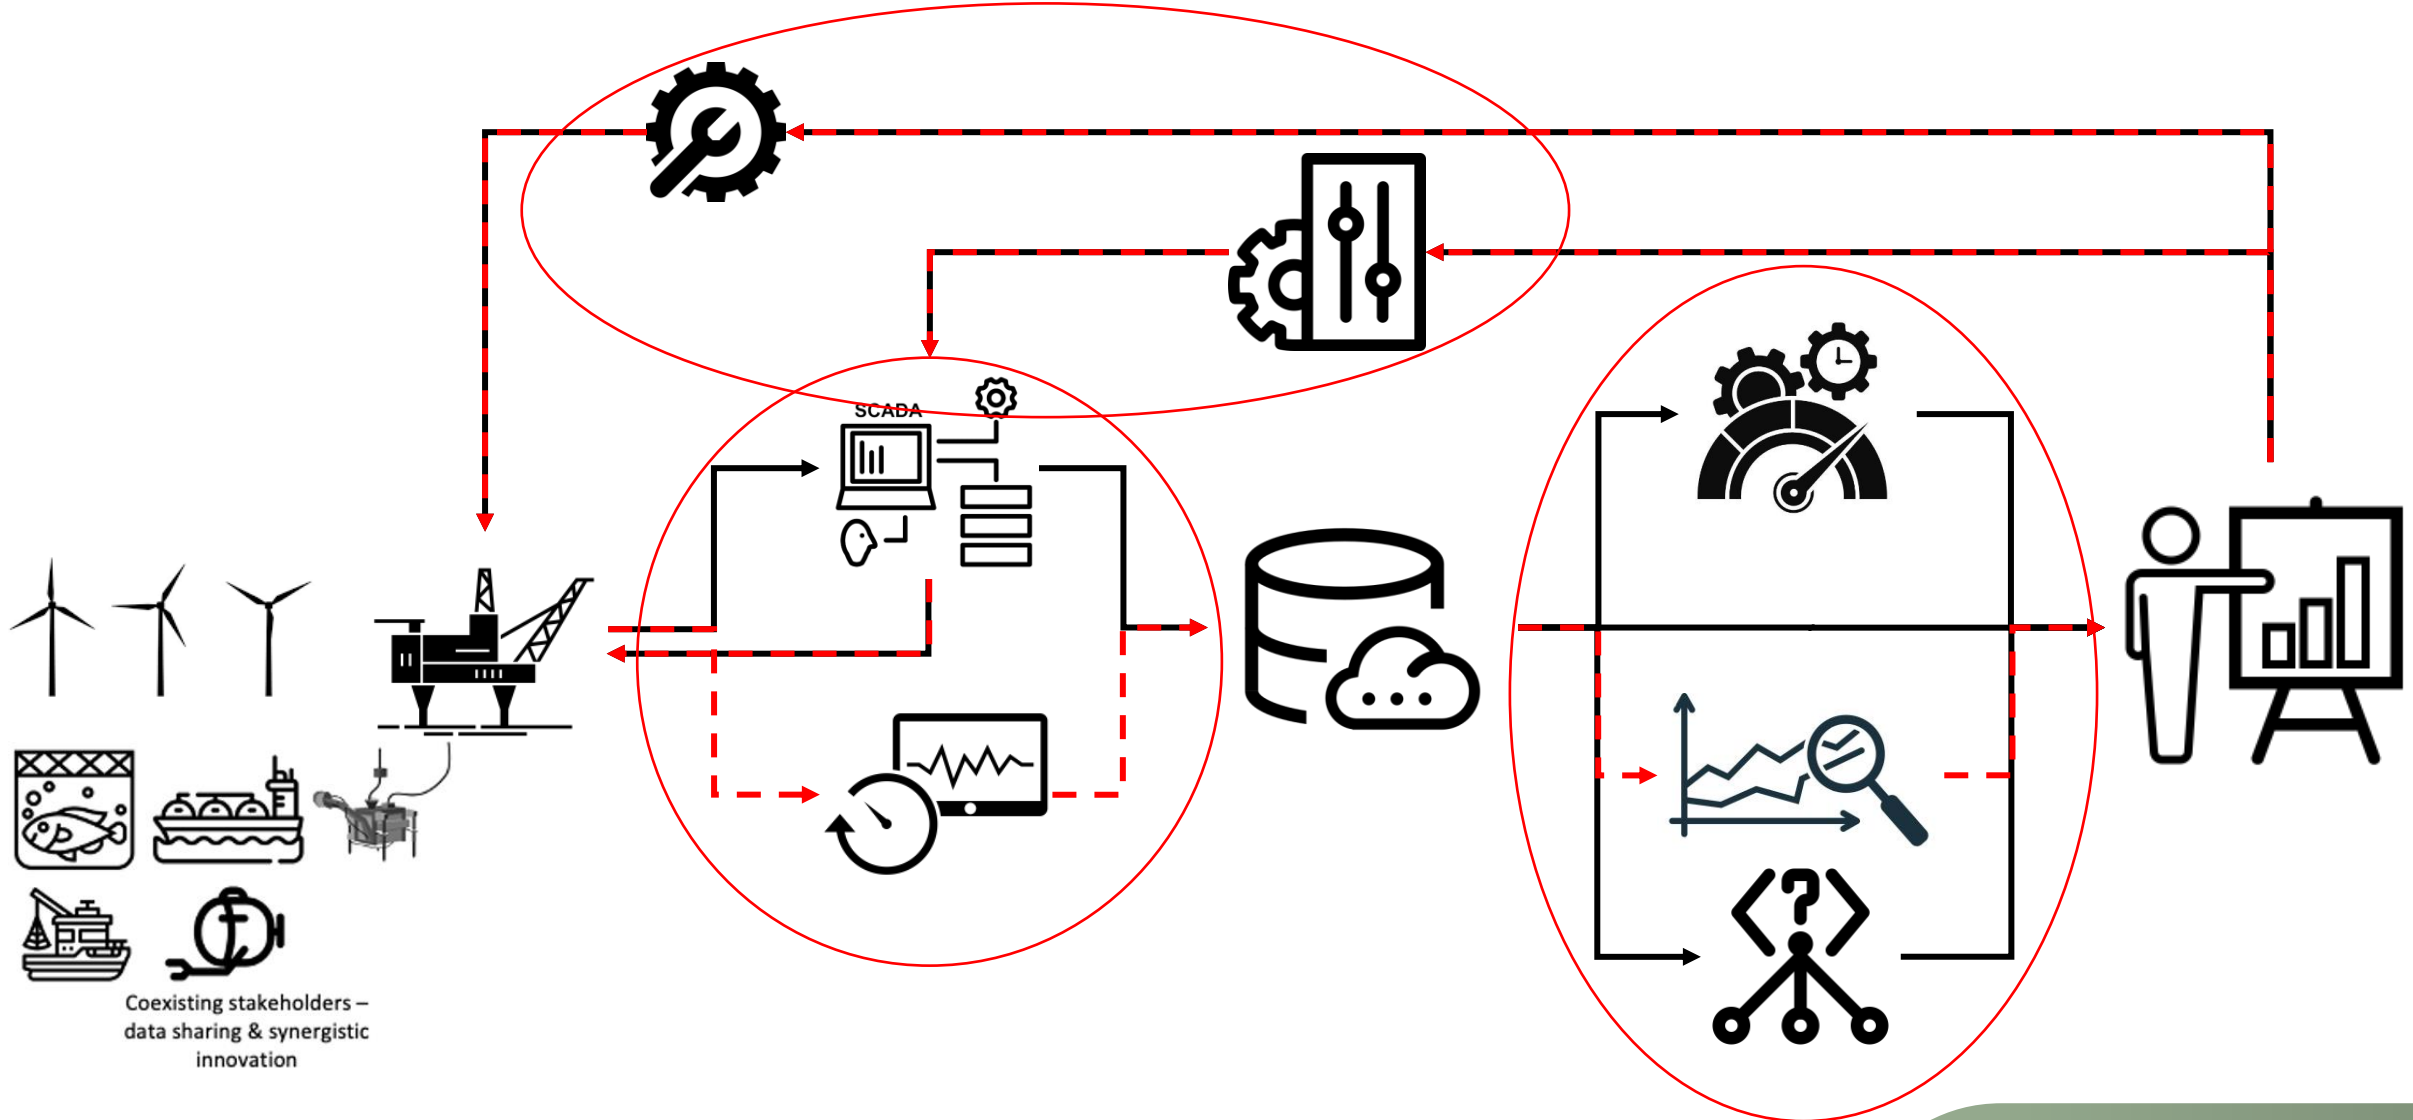 SCADA
Coexisting stakeholders –
data sharing & synergistic
innovation